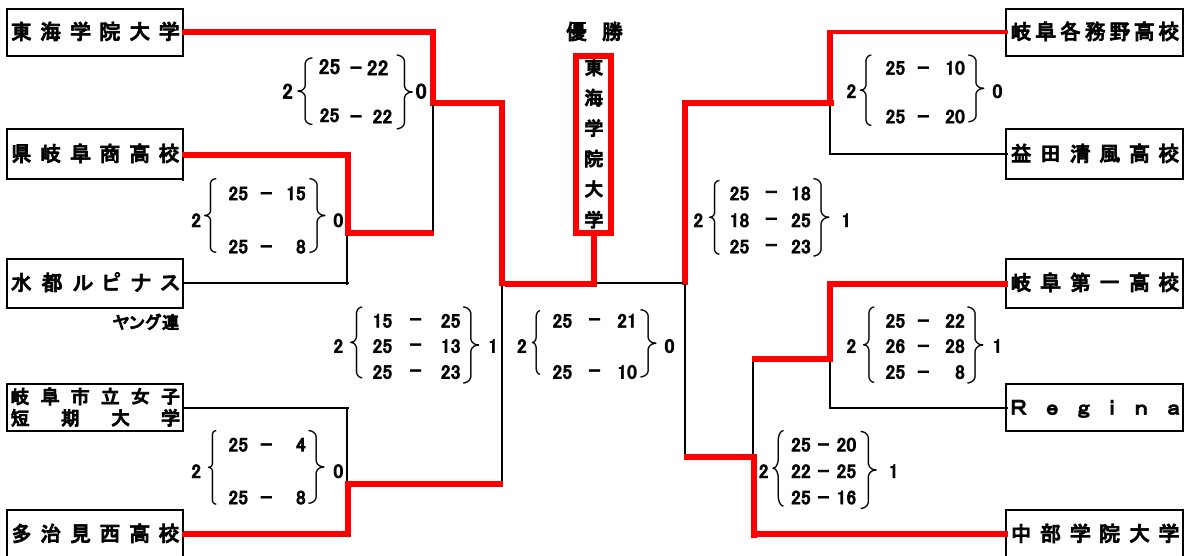 東海学院大学
2 25 - 22 0
25 - 22
県岐阜商高校
2 25 - 15 0
25 - 8
水都ルピナス
ヤング連
2 15 - 25 1
25 - 13
25 - 23
岐阜市立女子
短期大学
2 25 - 4 0
25 - 8
多治見西高校
優勝
東海学院大学
2 25 - 21 0
25 - 10
岐阜各務野高校
2 25 - 10 0
25 - 20
益田清風高校
2 25 - 18 1
18 - 25
25 - 23
岐阜第一高校
2 25 - 22 1
26 - 28
25 - 8
Regina
2 25 - 20 1
22 - 25
25 - 16
中部学院大学